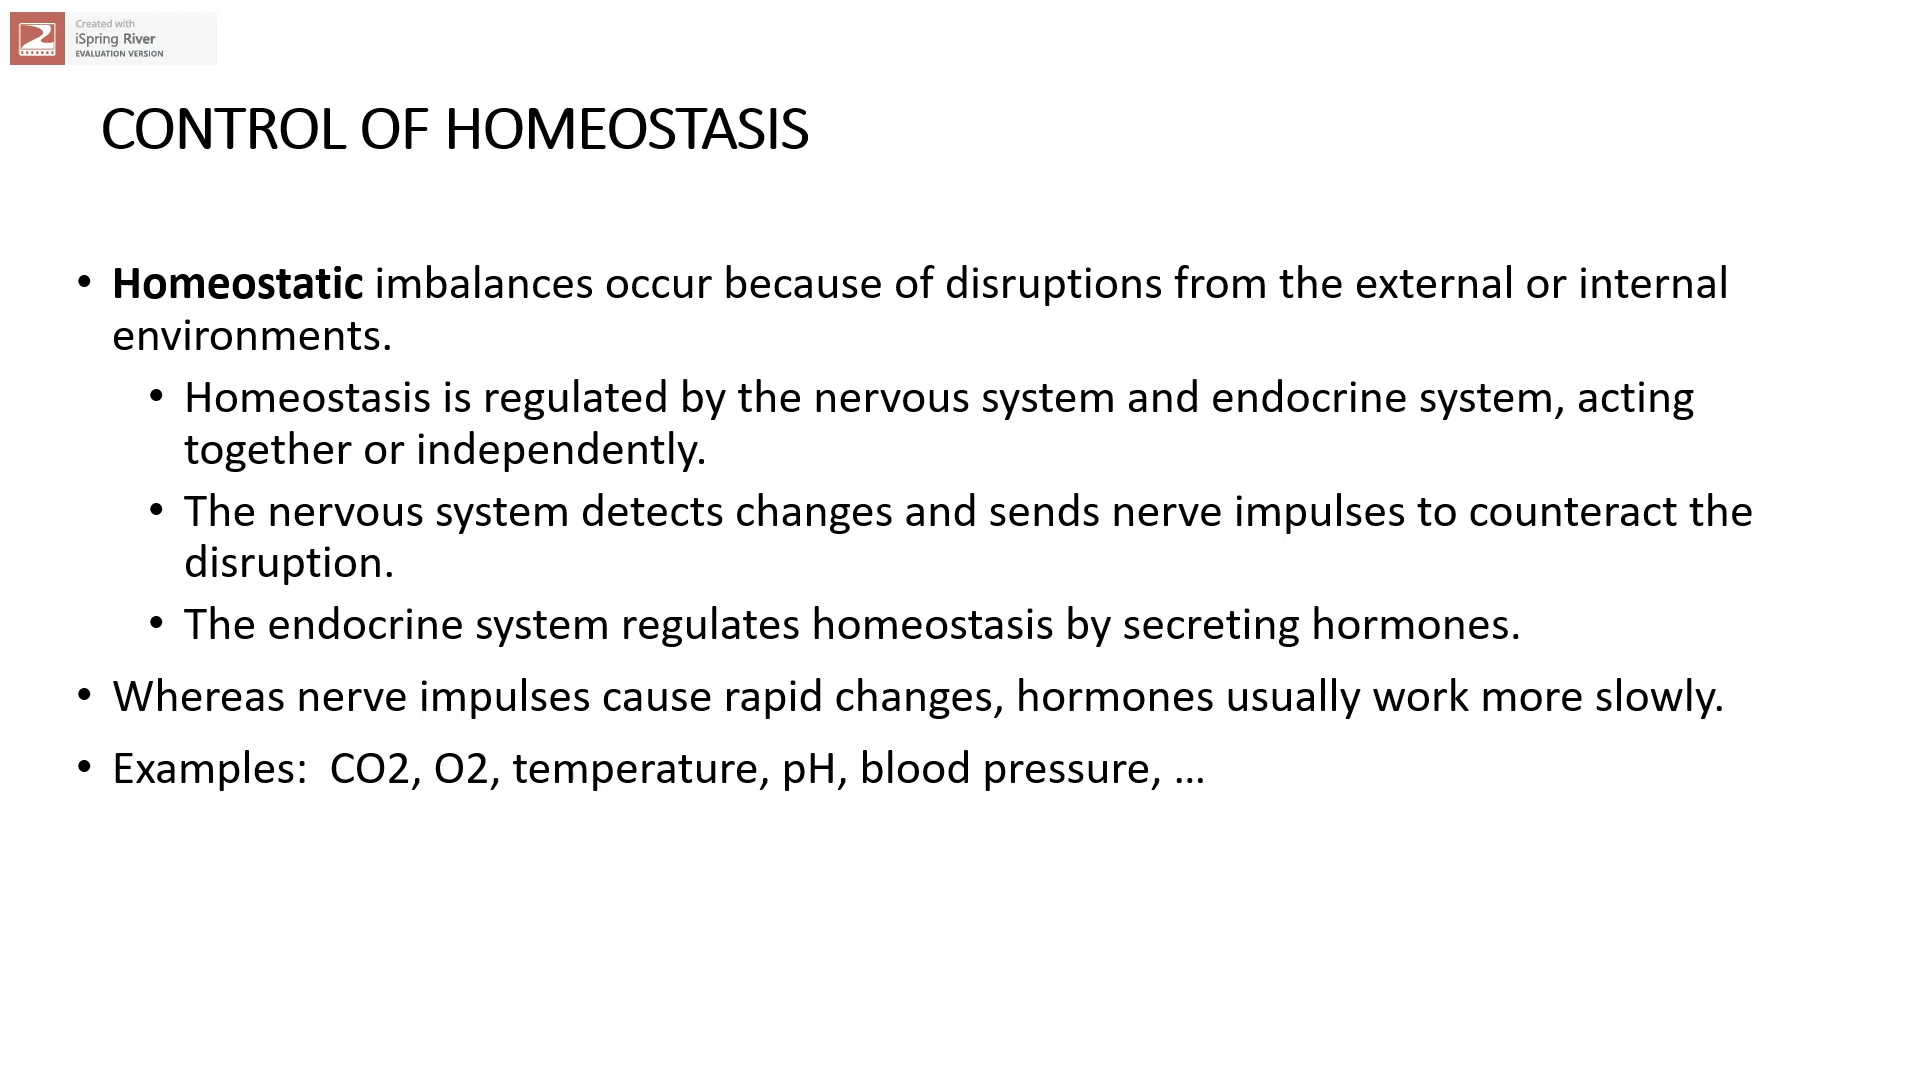 Created with
iSpring River
EVALUATION VERSION
CONTROL OF HOMEOSTASIS
• Homeostatic imbalances occur because of disruptions from the external or internal
environments.
• Homeostasis is regulated by the nervous system and endocrine system, acting
together or independently.
• The nervous system detects changes and sends nerve impulses to counteract the
disruption.
• The endocrine system regulates homeostasis by secreting hormones.
• Whereas nerve impulses cause rapid changes, hormones usually work more slowly.
• Examples:  CO2, O2, temperature, pH, blood pressure, …